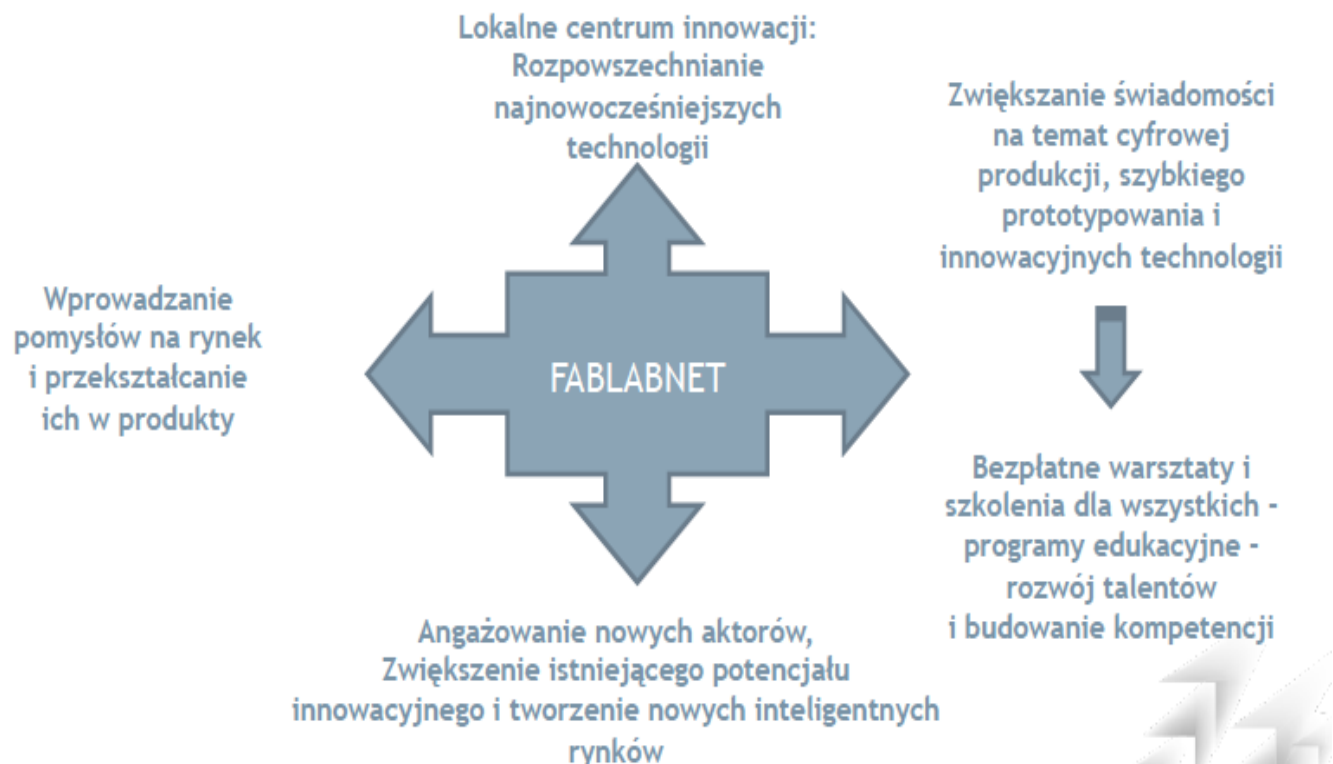 Lokalne centrum innowacji:
Rozpowszechnianie
najnowocześniejszych
technologii
Zwiększanie świadomości
na temat cyfrowej
produkcji, szybkiego
prototypowania i
innowacyjnych technologii
Wprowadzanie
pomysłów na rynek
i przekształcanie
ich w produkty
FABLABNET
Bezpłatne warsztaty i
szkolenia dla wszystkich -
programy edukacyjne -
rozwój talentów
i budowanie kompetencji
Angażowanie nowych aktorów,
Zwiększenie istniejącego potencjału
innowacyjnego i tworzenie nowych inteligentnych
rynków